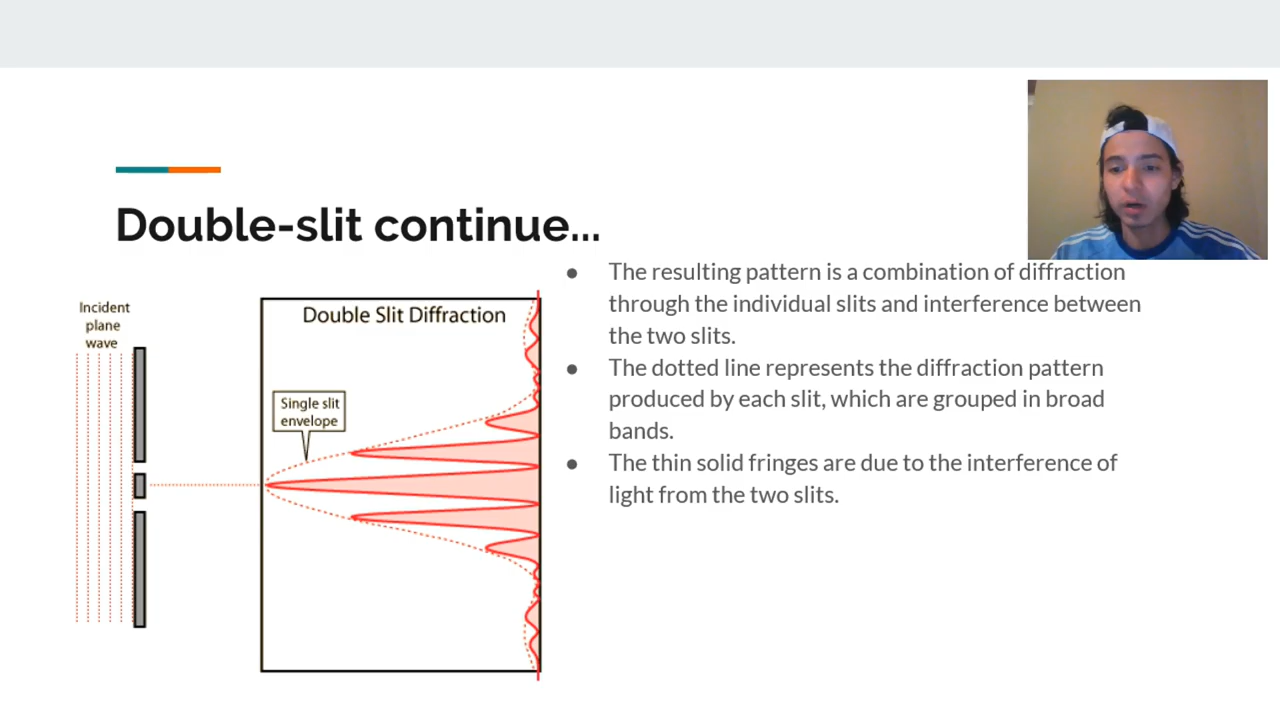 Double-slit continue...
Incident
plane
wave
Double Slit Diffraction
Single slit
envelope
● The resulting pattern is a combination of diffraction
through the individual slits and interference between
the two slits.
● The dotted line represents the diffraction pattern
produced by each slit, which are grouped in broad
bands.
● The thin solid fringes are due to the interference of
light from the two slits.